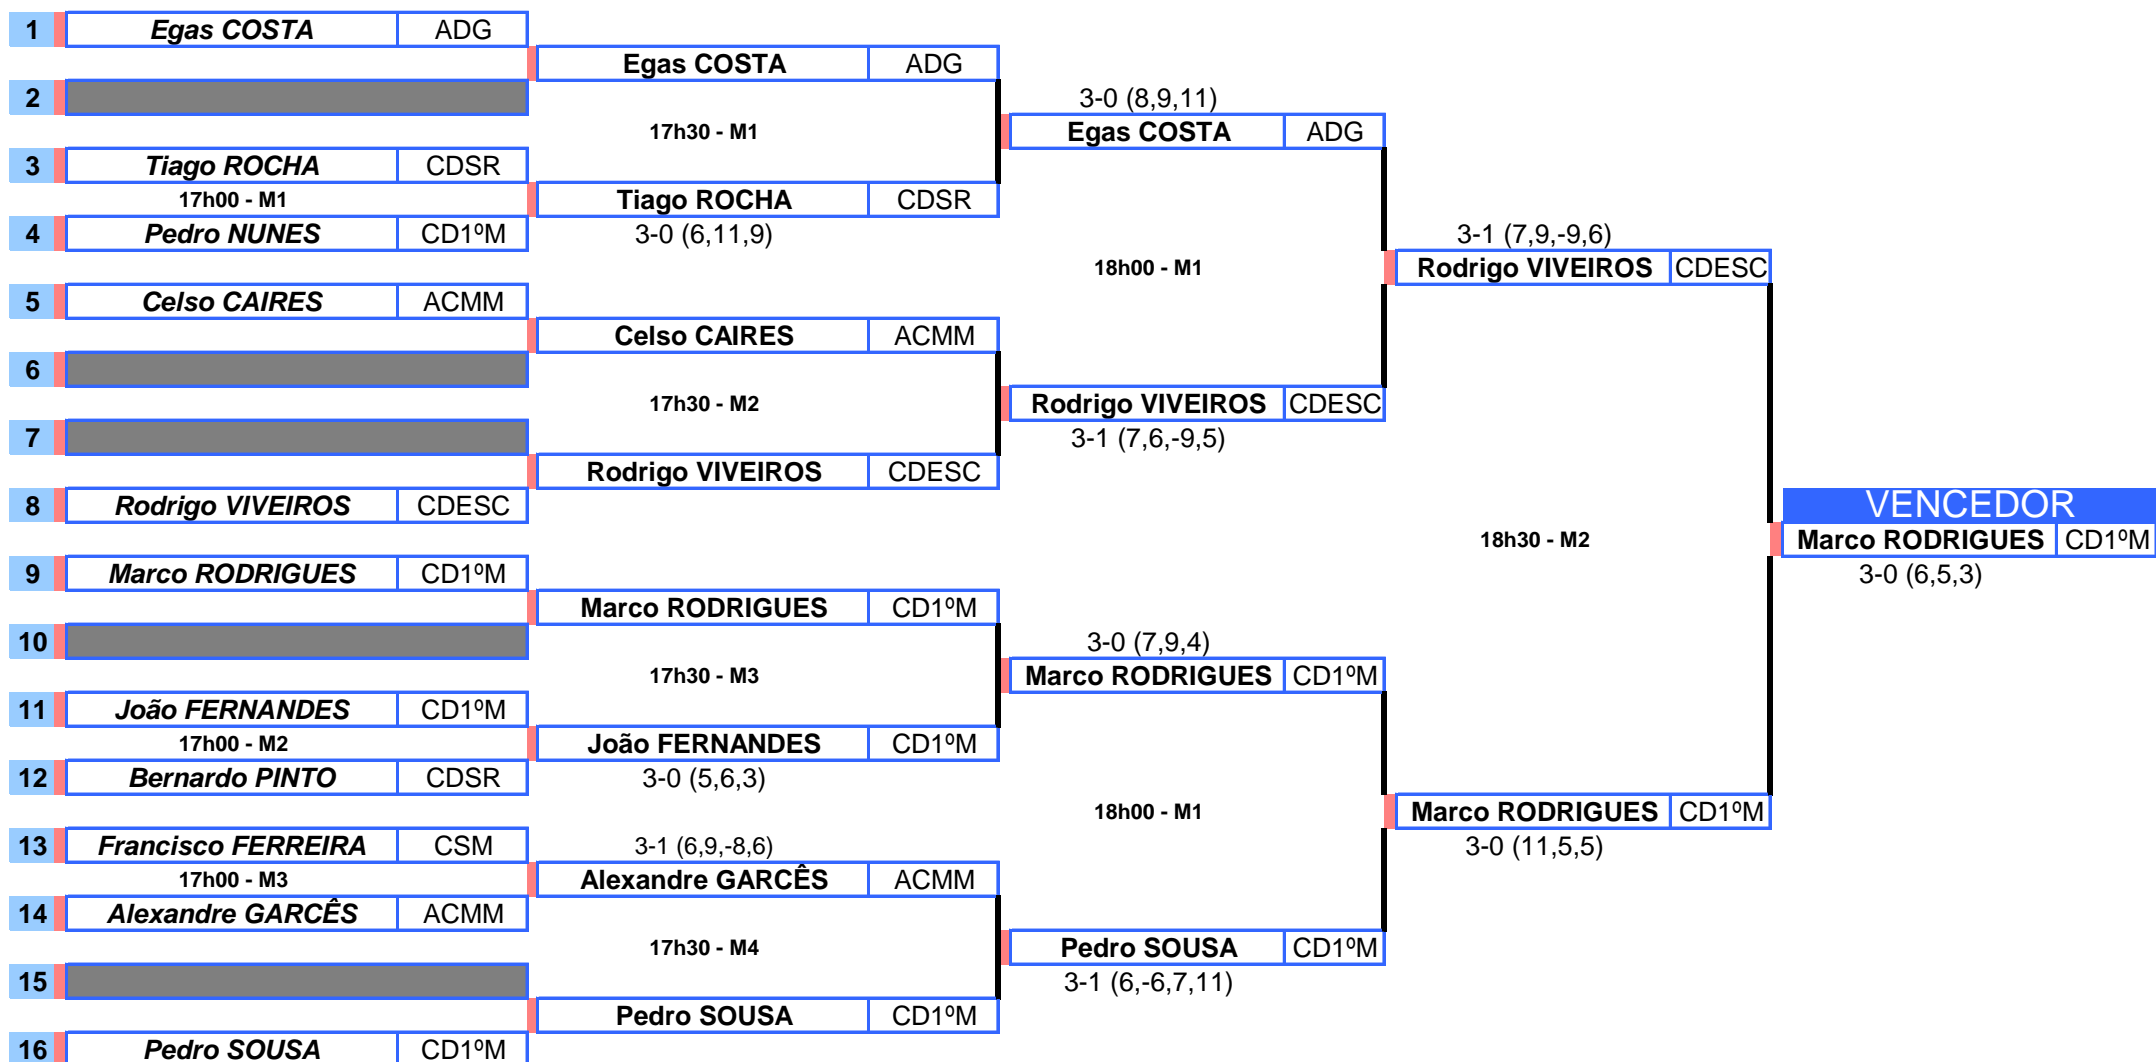 1 Egas COSTA ADG
Egas COSTA ADG
2 3-0 (8,9,11)
17h30 - M1 Egas COSTA ADG
3 Tiago ROCHA CDSR
17h00 - M1 Tiago ROCHA CDSR
4 Pedro NUNES CD1ºM 3-0 (6,11,9) 3-1 (7,9,-9,6)
18h00 - M1 Rodrigo VIVEIROS CDESC
5 Celso CAIRES ACMM
Celso CAIRES ACMM
6
17h30 - M2 Rodrigo VIVEIROS CDESC
7 3-1 (7,6,-9,5)
Rodrigo VIVEIROS CDESC
8 Rodrigo VIVEIROS CDESC VENCEDOR
18h30 - M2 Marco RODRIGUES CD1ºM
9 Marco RODRIGUES CD1ºM 3-0 (6,5,3)
Marco RODRIGUES CD1ºM
10 3-0 (7,9,4)
17h30 - M3 Marco RODRIGUES CD1ºM
11 João FERNANDES CD1ºM
17h00 - M2 João FERNANDES CD1ºM
12 Bernardo PINTO CDSR 3-0 (5,6,3)
18h00 - M1 Marco RODRIGUES CD1ºM
13 Francisco FERREIRA CSM 3-1 (6,9,-8,6) 3-0 (11,5,5)
17h00 - M3 Alexandre GARCÊS ACMM
14 Alexandre GARCÊS ACMM
17h30 - M4 Pedro SOUSA CD1ºM
15 3-1 (6,-6,7,11)
Pedro SOUSA CD1ºM
16 Pedro SOUSA CD1ºM